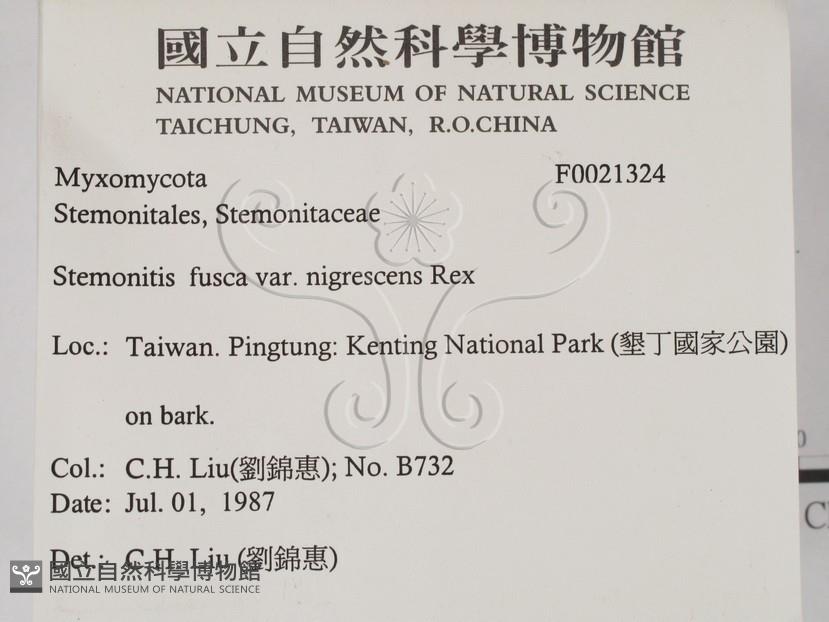 國立自然科學博物館
NATIONAL MUSEUM OF NATURAL SCIENCE
TAICHUNG, TAIWAN, R.O.CHINA
Myxomycota F0021324
Stemonitales, Stemonitaceae
Stemonitis fusca var. nigrescens Rex
Loc.: Taiwan. Pingtung: Kenting National Park (墾丁國家公園)
on bark.
Col.: C.H. Liu(劉錦惠); No. B732
Date: Jul. 01, 1987
Det.: C.H. Liu (劉錦惠)
國立自然科學博物館
NATIONAL MUSEUM OF NATURAL SCIENCE